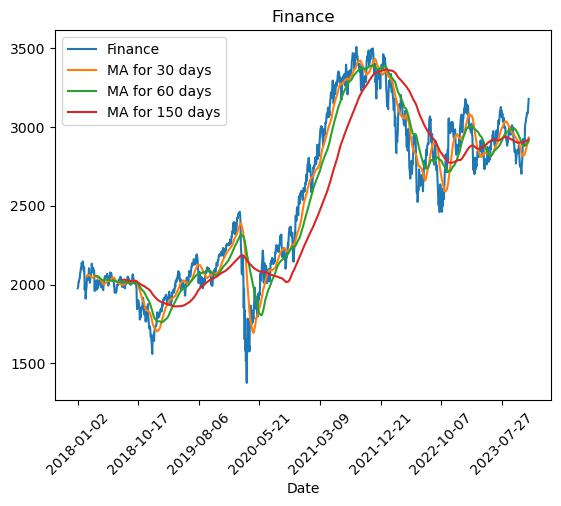 Finance
Finance
MA for 30 days
MA for 60 days
MA for 150 days
3500
3000
2500
2000
1500
2018-01-02
2018-10-17
2019-08-06
2020-05-21
2021-03-09
2021-12-21
2022-10-07
2023-07-27
Date